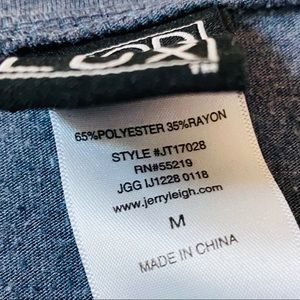 65%POLYESTER 35%RAYON
STYLE #JT17028
RN#55219
JGG IJ1228 0118
www.jerryleigh.com
M
MADE IN CHINA